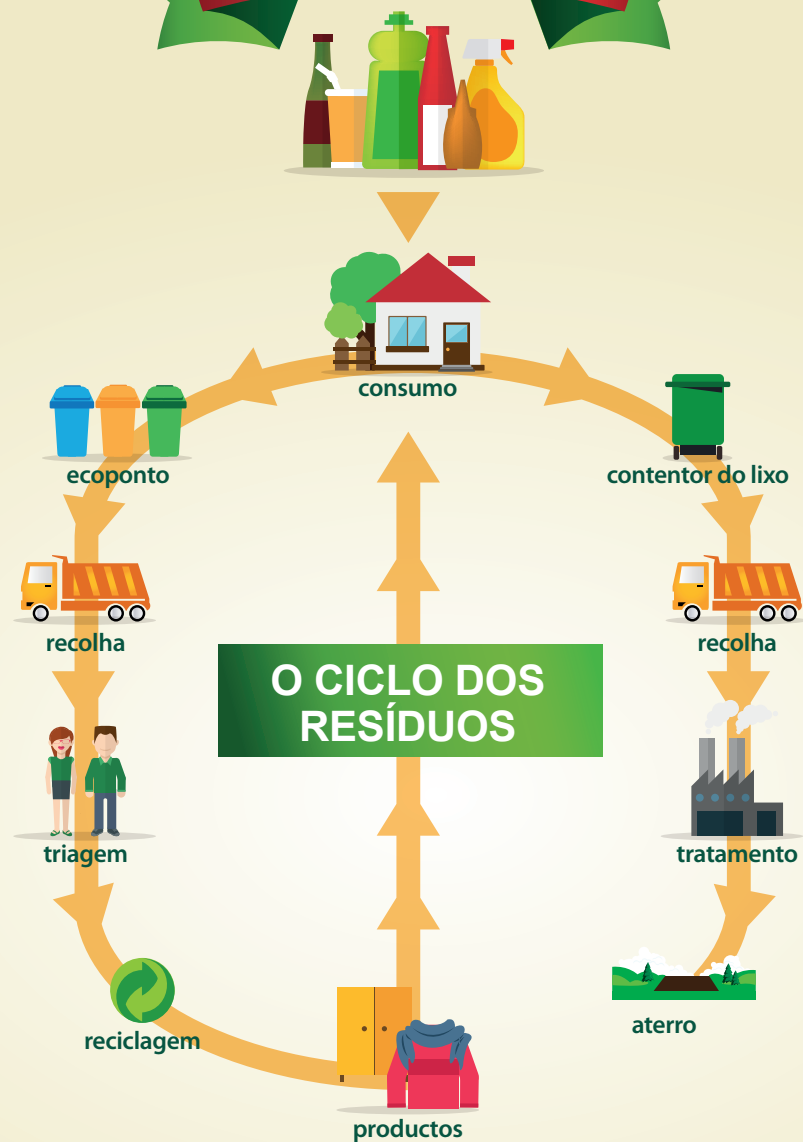 consumo
ecoponto
contentor do lixo
recolha
recolha
O CICLO DOS
RESÍDUOS
triagem
tratamento
aterro
reciclagem
productos